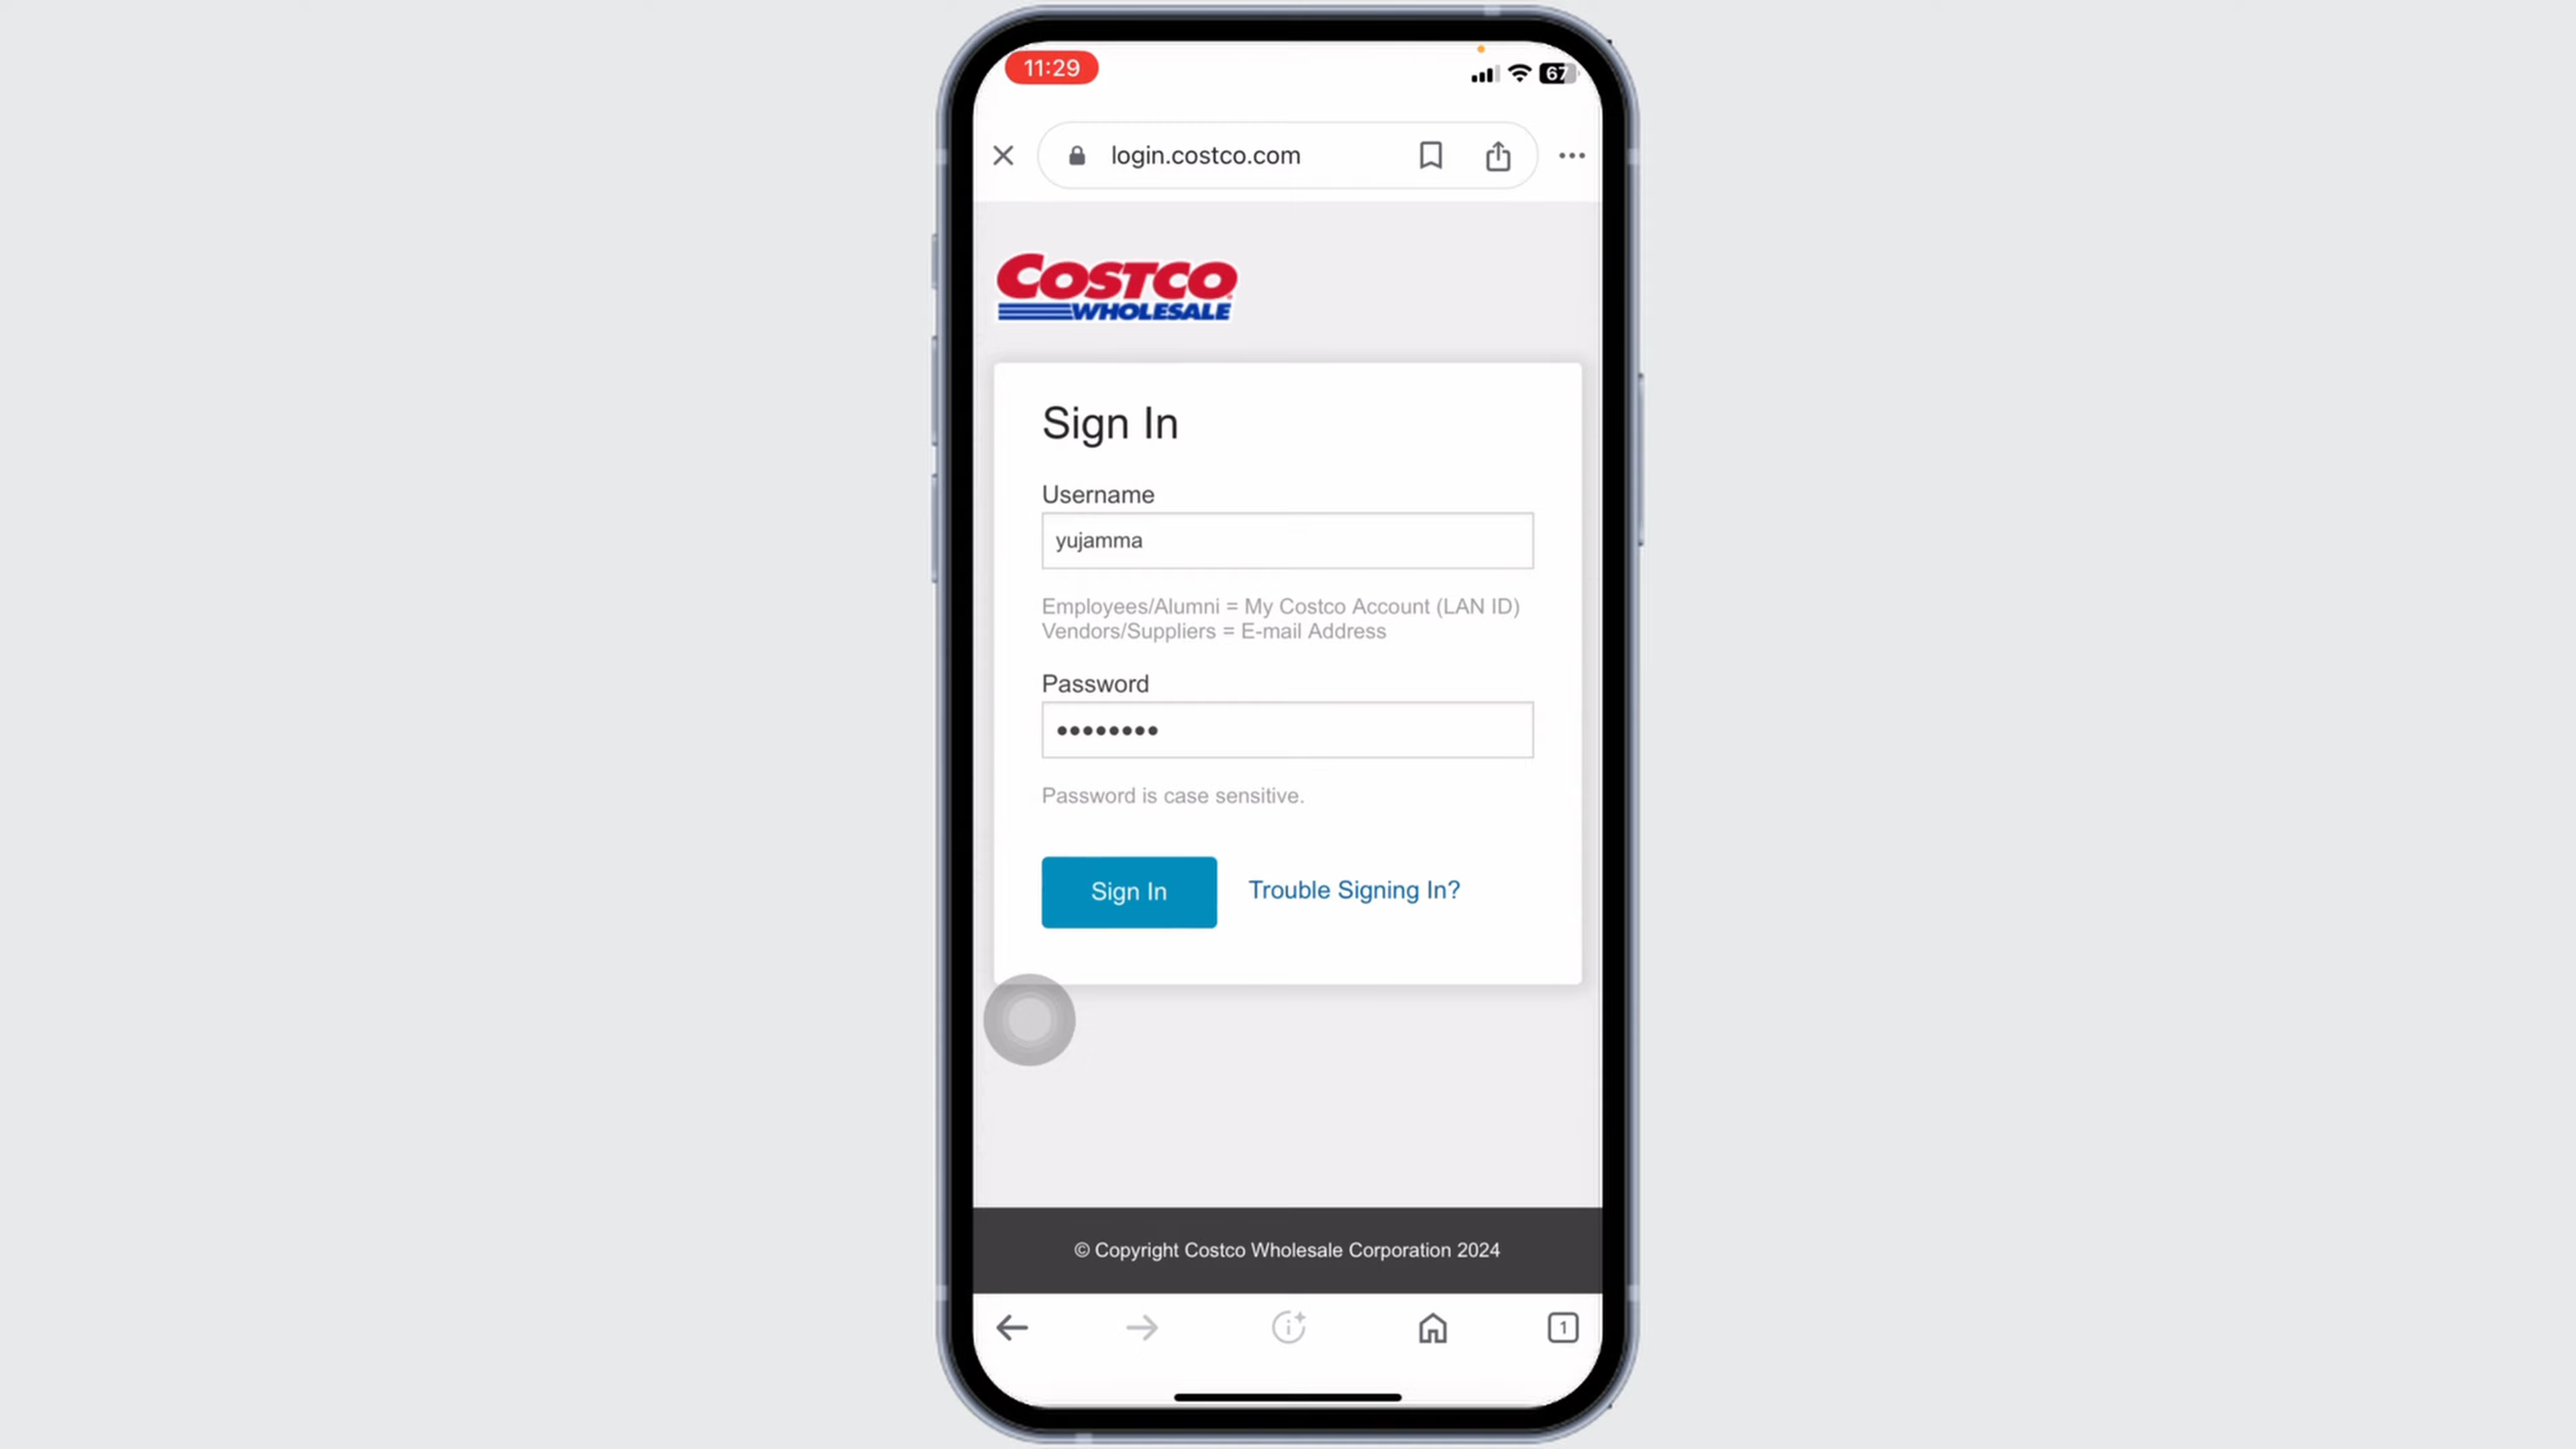 11:29
67
login.costco.com
COSTCO
WHOLESALE
Sign In
Username
yujamma
Employees/Alumni = My Costco Account (LAN ID)
Vendors/Suppliers = E-mail Address
Password
••••••••
Password is case sensitive.
Sign In
Trouble Signing In?
© Copyright Costco Wholesale Corporation 2024
1